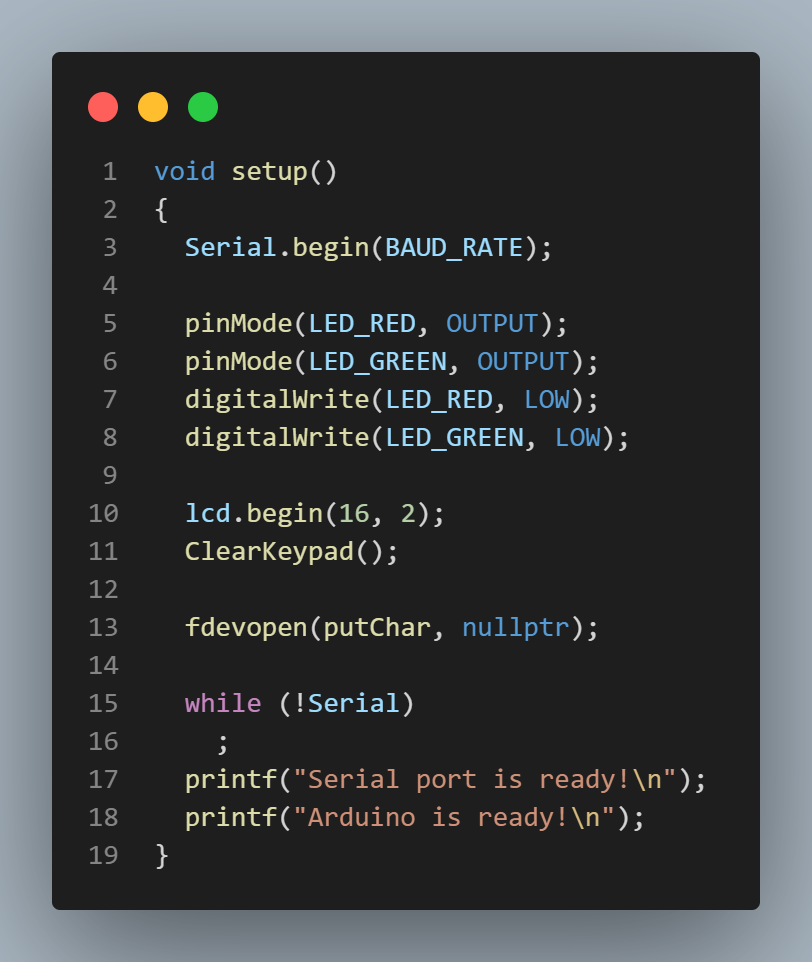 1 void setup()
2 {
3   Serial.begin(BAUD_RATE);
4
5   pinMode(LED_RED, OUTPUT);
6   pinMode(LED_GREEN, OUTPUT);
7   digitalWrite(LED_RED, LOW);
8   digitalWrite(LED_GREEN, LOW);
9
10   lcd.begin(16, 2);
11   ClearKeypad();
12
13   fdevopen(putChar, nullptr);
14
15   while (!Serial)
16     ;
17   printf("Serial port is ready!\n");
18   printf("Arduino is ready!\n");
19 }